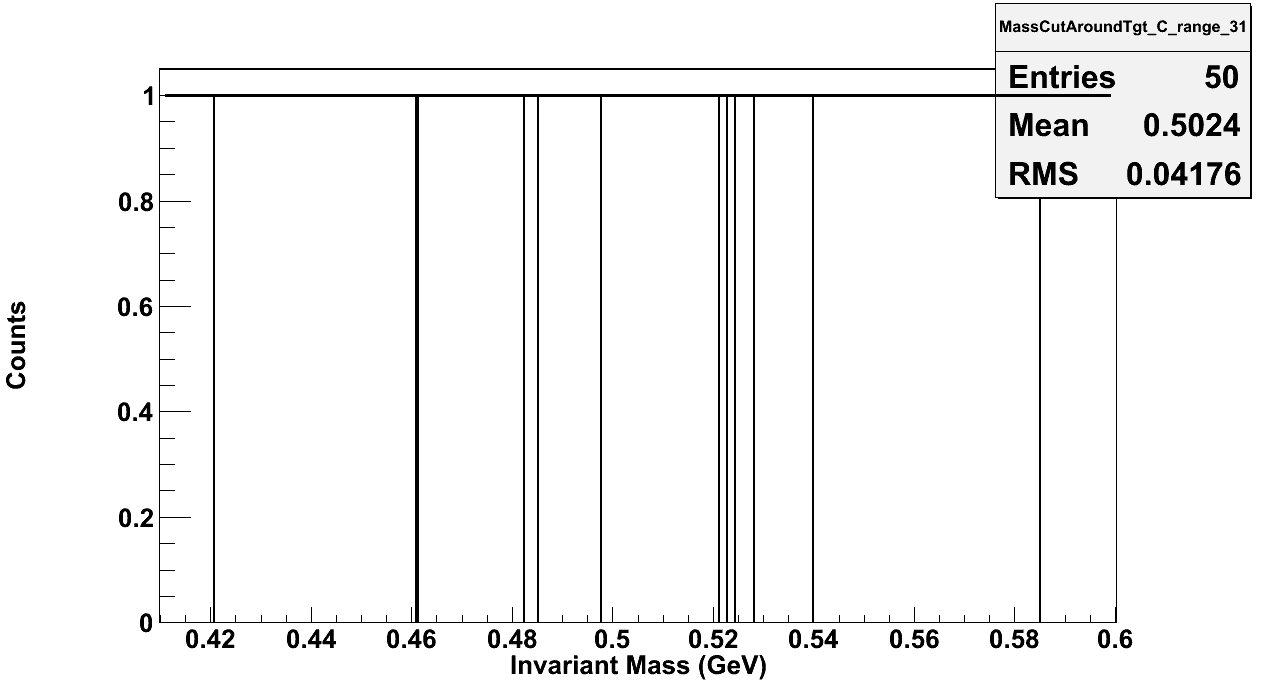 MassCutAroundTgt_C_range_31
Entries 50
Mean 0.5024
RMS 0.04176
1
0.8
0.6
0.4
0.2
0
Counts
0.42 0.44 0.46 0.48 0.5 0.52 0.54 0.56 0.58 0.6
Invariant Mass (GeV)